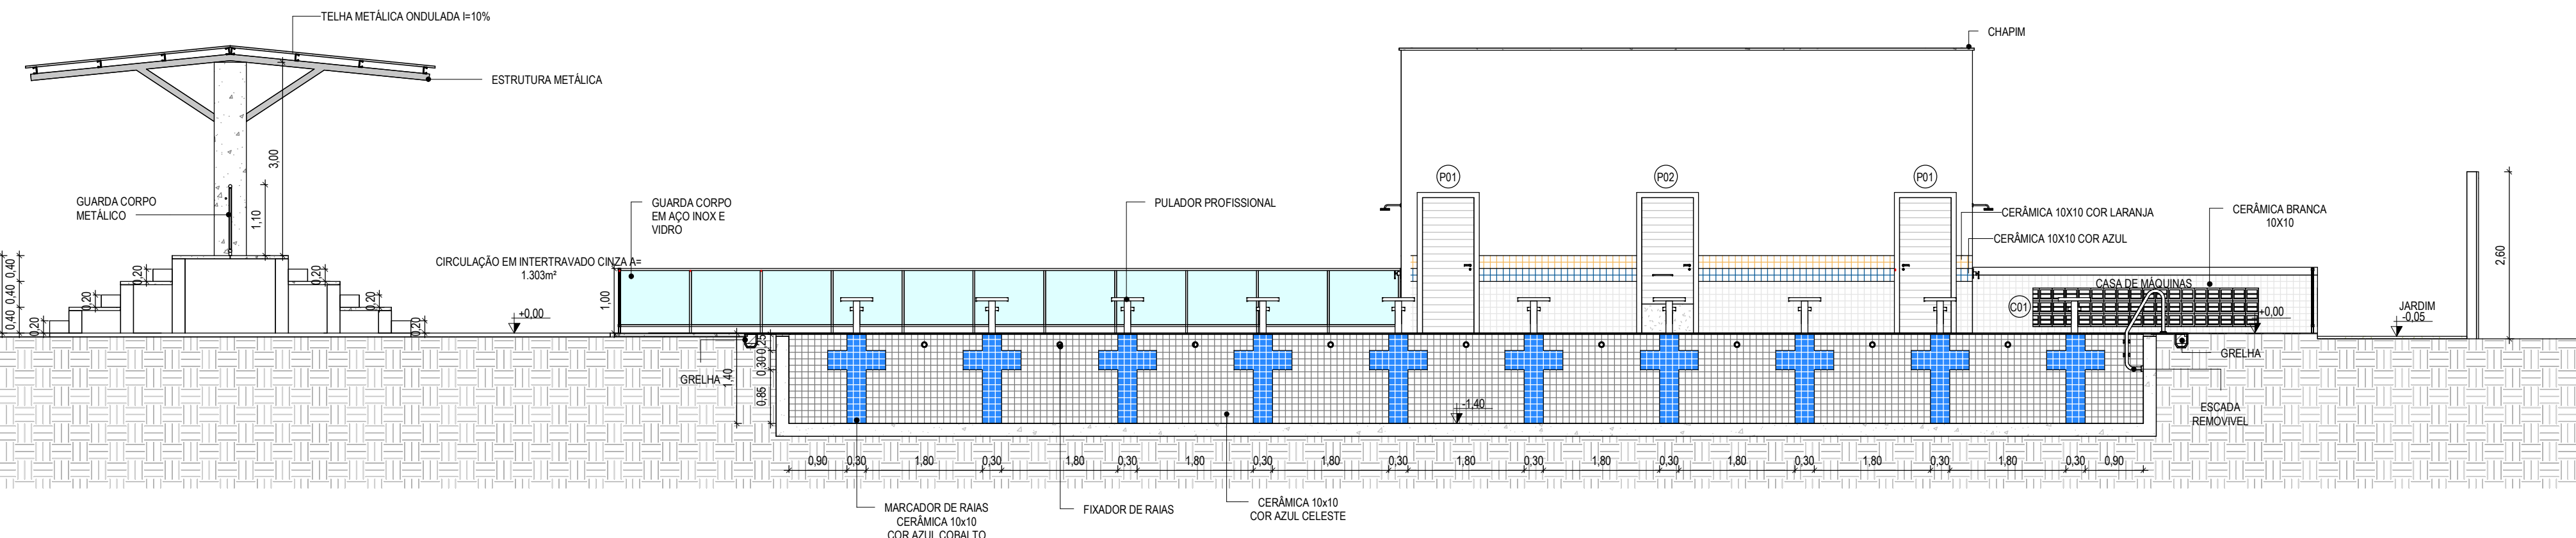 TELHA METÁLICA ONDULADA I=10%
CHAPIM
ESTRUTURA METÁLICA
3,00
P01
P02
P01
GUARDA CORPO
METÁLICO
1,10
GUARDA CORPO
EM AÇO INOX E
VIDRO
PULADOR PROFISSIONAL
CERÂMICA 10X10 COR LARANJA
CERÂMICA BRANCA
10X10
CERÂMICA 10X10 COR AZUL
2,60
CIRCULAÇÃO EM INTERTRAVADO CINZA A=
1.303m²
0,40
0,40
0,40
0,20
0,20
0,20
0,20
0,20
0,20
1,00
CASA DE MÁQUINAS
C01
+0,00
+0,00
JARDIM
-0,05
0,25
0,30
0,85
1,40
GRELHA
GRELHA
-1,40
ESCADA
REMOVIVEL
0,90 0,30 1,80 0,30 1,80 0,30 1,80 0,30 1,80 0,30 1,80 0,30 1,80 0,30 1,80 0,30 1,80 0,30 1,80 0,30 0,90
MARCADOR DE RAIAS
CERÂMICA 10x10
COR AZUL COBALTO
FIXADOR DE RAIAS
CERÂMICA 10x10
COR AZUL CELESTE